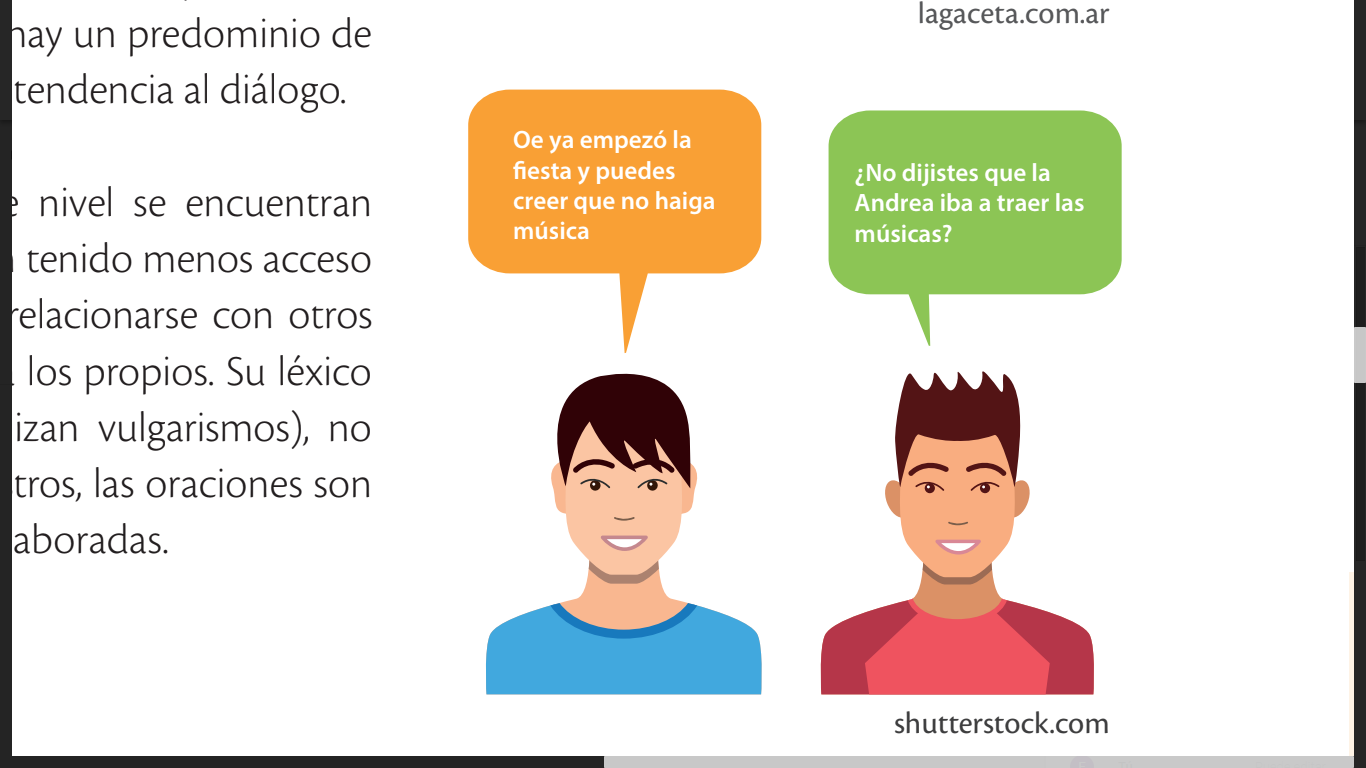 hay un predominio de
tendencia al diálogo.
nivel se encuentran
tenido menos acceso
relacionarse con otros
los propios. Su léxico
izan vulgarismos), no
tros, las oraciones son
aboradas.
lagaceta.com.ar
Oe ya empezó la
fiesta y puedes
creer que no haiga
música
¿No dijistes que la
Andrea iba a traer las
músicas?
shutterstock.com